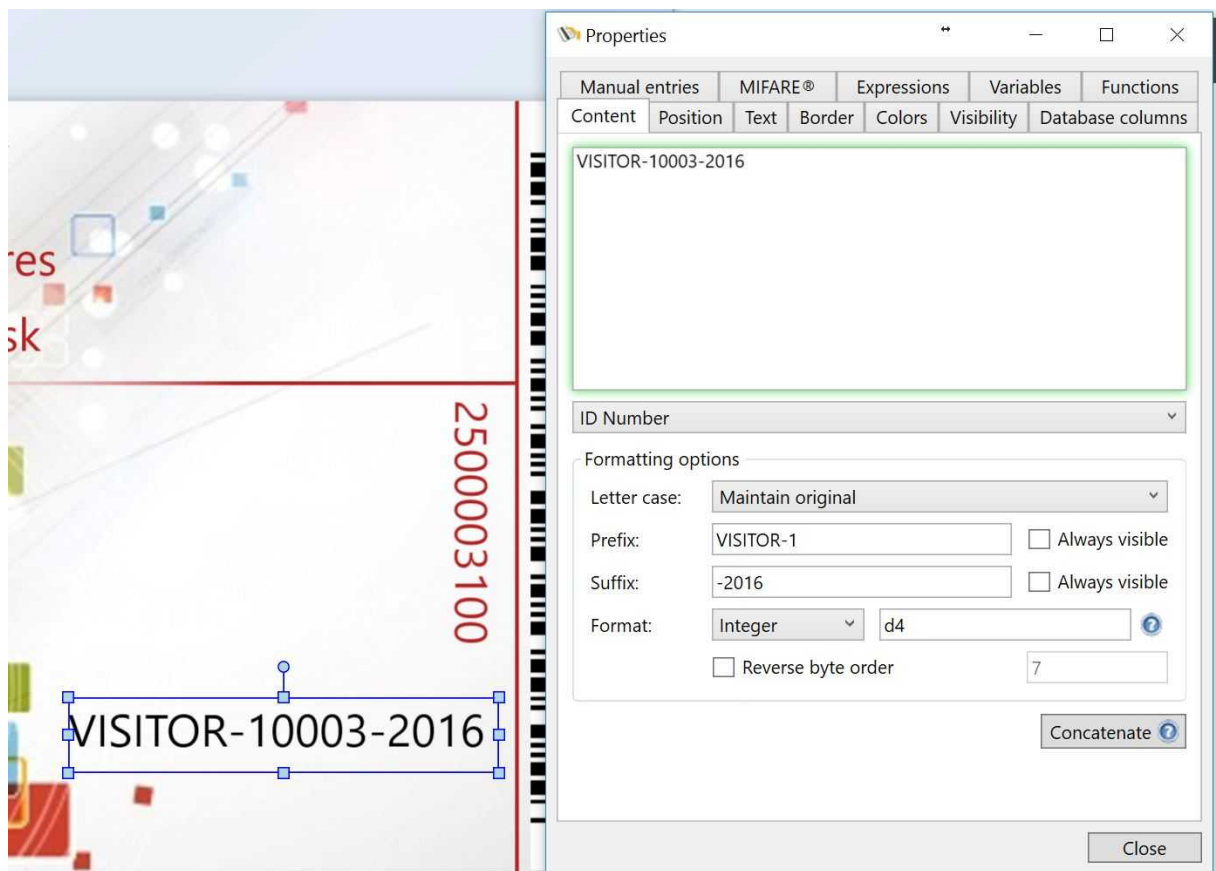 Properties
Manual entries MIFARE® Expressions Variables Functions
Content Position Text Border Colors Visibility Database columns
VISITOR-10003-2016
ID Number
Formatting options
Letter case: Maintain original
Prefix: VISITOR-1 Always visible
Suffix: -2016 Always visible
Format: Integer d4
Reverse byte order 7
Concatenate
Close
es
sk
2500003100
VISITOR-10003-2016